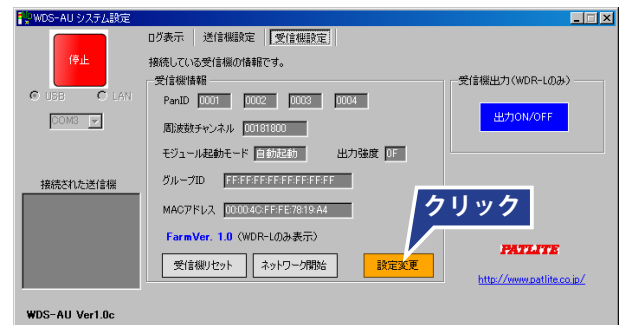 WDS-AU システム設定
ログ表示 送信機設定 受信機設定
停止
接続している受信機の情報です。
USB LAN
COM3
受信機情報
PanID 0001 0002 0003 0004
周波数チャンネル 00181800
モジュール起動モード 自動起動 出力強度 0F
グループID FF:FF:FF:FF:FF:FF:FF:FF
MACアドレス 00:00:4C:FF:FE:78:19:A4
FarmVer. 1.0 (WDR-Lのみ表示)
受信機リセット ネットワーク開始 設定変更
クリック
受信機出力(WDR-Lのみ)
出力ON/OFF
接続された送信機
PATLITE
http://www.patlite.co.jp/
WDS-AU Ver1.0c